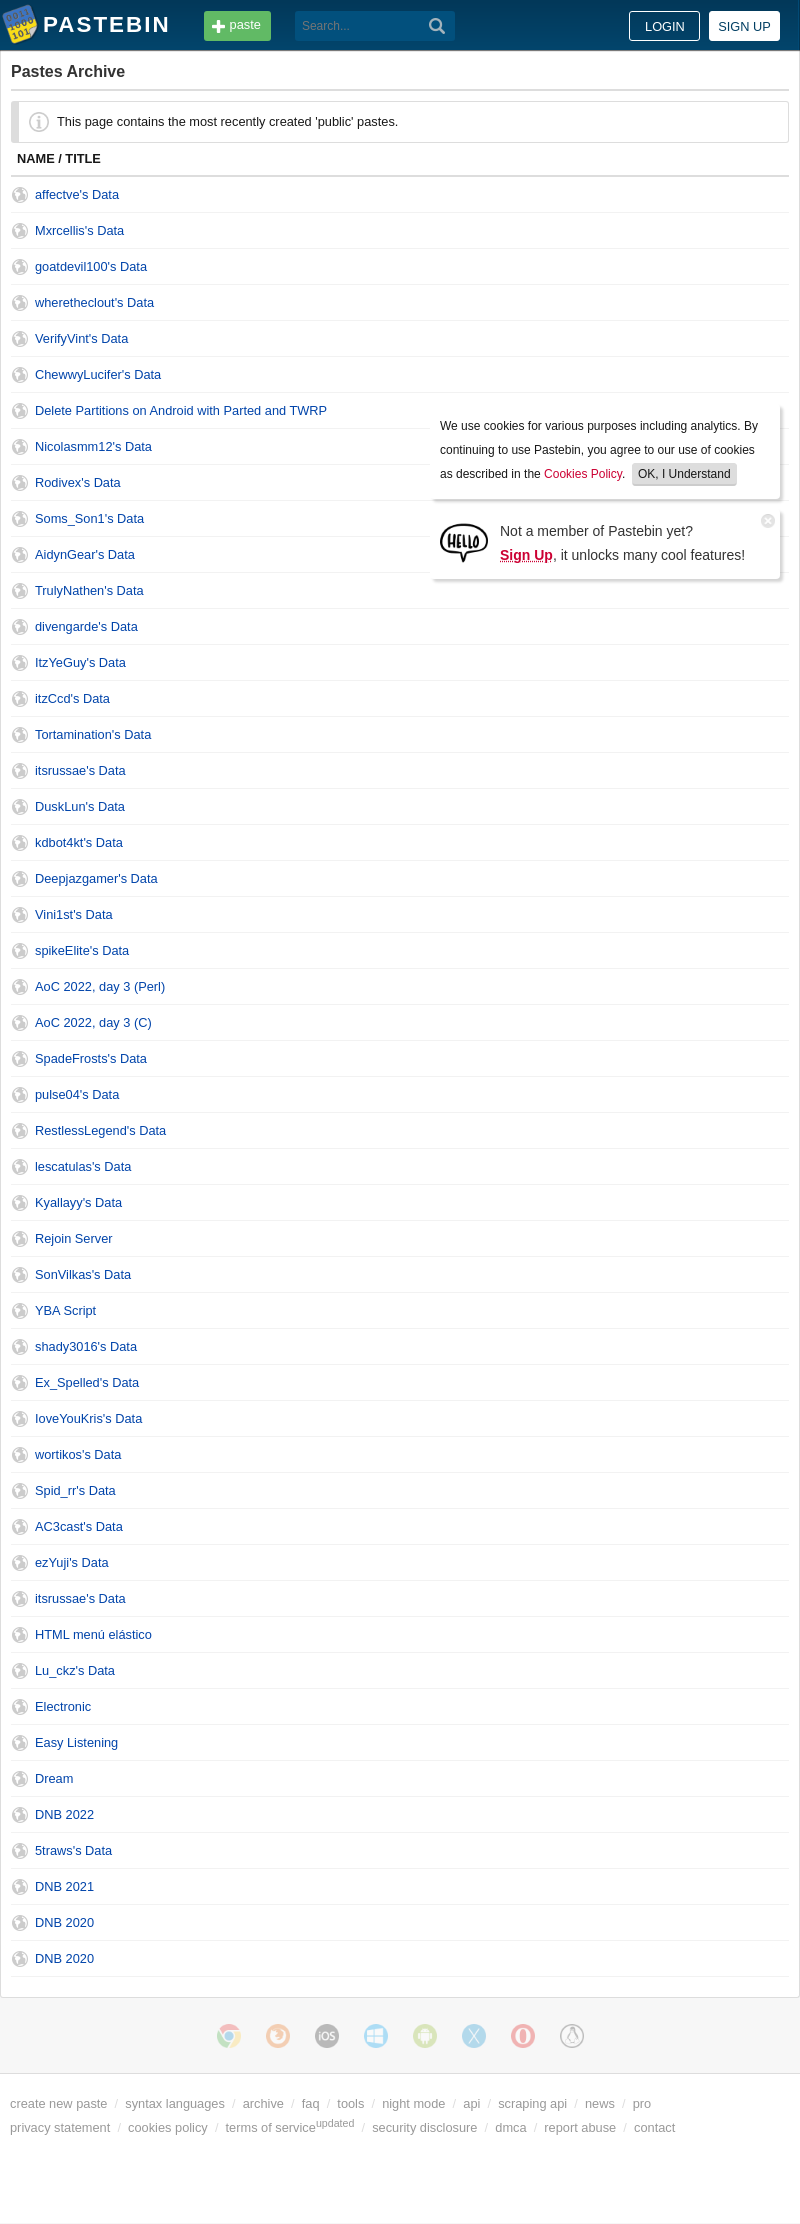 PASTEBIN
paste
Search...
LOGIN
SIGN UP
Pastes Archive
This page contains the most recently created 'public' pastes.
NAME / TITLE
affectve's Data
Mxrcellis's Data
goatdevil100's Data
wheretheclout's Data
VerifyVint's Data
ChewwyLucifer's Data
Delete Partitions on Android with Parted and TWRP
Nicolasmm12's Data
Rodivex's Data
Soms_Son1's Data
AidynGear's Data
TrulyNathen's Data
divengarde's Data
ItzYeGuy's Data
itzCcd's Data
Tortamination's Data
itsrussae's Data
DuskLun's Data
kdbot4kt's Data
Deepjazgamer's Data
Vini1st's Data
spikeElite's Data
AoC 2022, day 3 (Perl)
AoC 2022, day 3 (C)
SpadeFrosts's Data
pulse04's Data
RestlessLegend's Data
lescatulas's Data
Kyallayy's Data
Rejoin Server
SonVilkas's Data
YBA Script
shady3016's Data
Ex_Spelled's Data
IoveYouKris's Data
wortikos's Data
Spid_rr's Data
AC3cast's Data
ezYuji's Data
itsrussae's Data
HTML menú elástico
Lu_ckz's Data
Electronic
Easy Listening
Dream
DNB 2022
5traws's Data
DNB 2021
DNB 2020
DNB 2020
We use cookies for various purposes including analytics. By
continuing to use Pastebin, you agree to our use of cookies
as described in the Cookies Policy. OK, I Understand
HELLO
Not a member of Pastebin yet?
Sign Up, it unlocks many cool features!
iOS
create new paste / syntax languages / archive / faq / tools / night mode / api / scraping api / news / pro
privacy statement / cookies policy / terms of serviceupdated / security disclosure / dmca / report abuse / contact